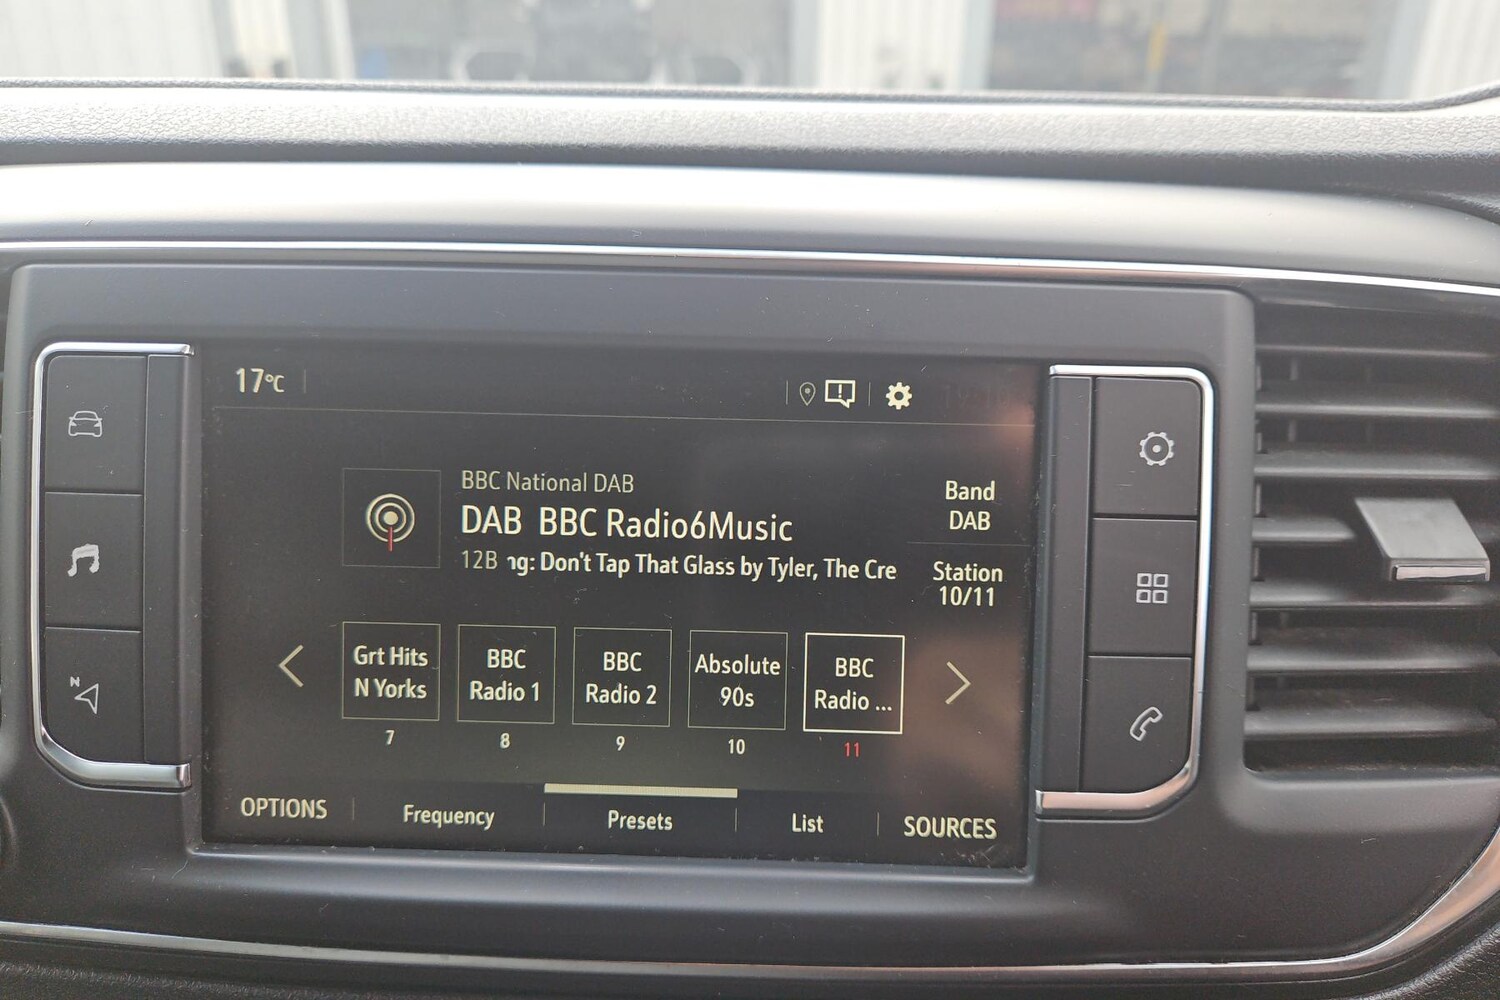 17°C
BBC National DAB
DAB BBC Radio6Music
12B ng: Don't Tap That Glass by Tyler, The Cre
Band
DAB
Station
10/11
Grt Hits
N Yorks
BBC
Radio 1
BBC
Radio 2
Absolute
90s
BBC
Radio ...
7
8
9
10
11
OPTIONS
Frequency
Presets
List
SOURCES
N